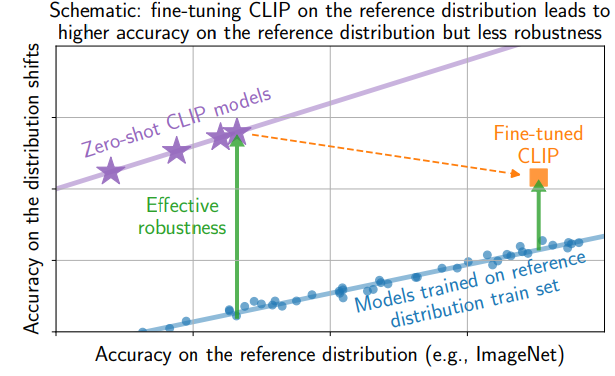 Schematic: fine-tuning CLIP on the reference distribution leads to
higher accuracy on the reference distribution but less robustness
Accuracy on the distribution shifts
Zero-shot CLIP models
Fine-tuned
CLIP
Effective
robustness
Models trained on reference
distribution train set
Accuracy on the reference distribution (e.g., ImageNet)